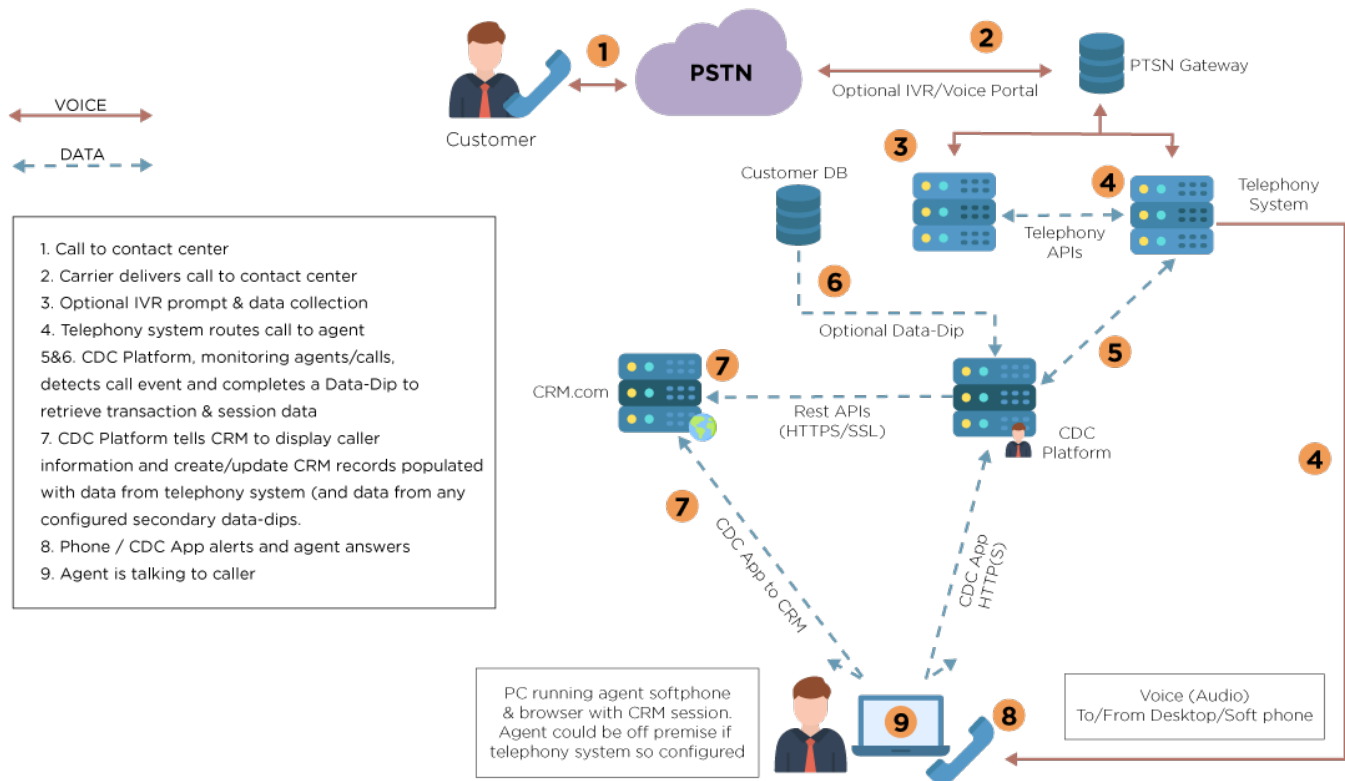 1
PSTN
2
Optional IVR/Voice Portal
PTSN Gateway
Customer
VOICE
DATA
3
4
Telephony
System
Customer DB
Telephony
APIs
6
Optional Data-Dip
5
1. Call to contact center
2. Carrier delivers call to contact center
3. Optional IVR prompt & data collection
4. Telephony system routes call to agent
5&6. CDC Platform, monitoring agents/calls,
detects call event and completes a Data-Dip to
retrieve transaction & session data
7. CDC Platform tells CRM to display caller
information and create/update CRM records populated
with data from telephony system (and data from any
configured secondary data-dips.
8. Phone / CDC App alerts and agent answers
9. Agent is talking to caller
7
CRM.com
Rest APIs
(HTTPS/SSL)
CDC
Platform
4
7
CDC App to CRM
CDC App
HTTP(S)
PC running agent softphone
& browser with CRM session.
Agent could be off premise if
telephony system so configured
9
8
Voice (Audio)
To/From Desktop/Soft phone